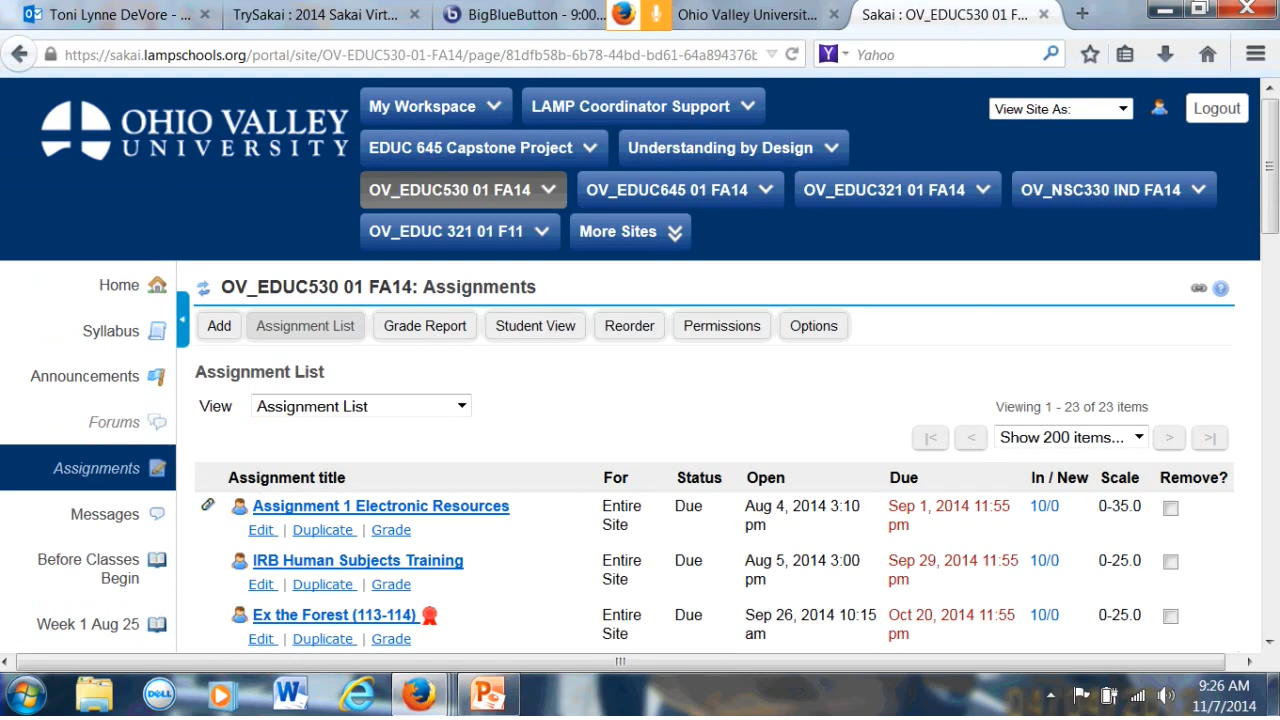 Toni Lynne DeVore - ...
TrySakai : 2014 Sakai Virt...
BigBlueButton - 9:00...
Ohio Valley Universit...
Sakai : OV_EDUC530 01 F...
https://sakai.lampschools.org/portal/site/OV-EDUC530-01-FA14/page/81dfb58b-6b78-44bd-bd61-64a894376b
Yahoo
OHIO VALLEY
UNIVERSITY
My Workspace
LAMP Coordinator Support
View Site As:
Logout
EDUC 645 Capstone Project
Understanding by Design
OV_EDUC530 01 FA14
OV_EDUC645 01 FA14
OV_EDUC321 01 FA14
OV_NSC330 IND FA14
OV_EDUC 321 01 F11
More Sites
Home
Syllabus
Announcements
Forums
Assignments
Messages
Before Classes
Begin
Week 1 Aug 25
OV_EDUC530 01 FA14: Assignments
Add
Assignment List
Grade Report
Student View
Reorder
Permissions
Options
Assignment List
View
Assignment List
Viewing 1 - 23 of 23 items
|<
<
Show 200 items...
>
>|
Assignment title For Status Open Due In / New Scale Remove?
Assignment 1 Electronic Resources Entire Due Aug 4, 2014 3:10 Sep 1, 2014 11:55 10/0 0-35.0
Edit | Duplicate | Grade Site pm pm
IRB Human Subjects Training Entire Due Aug 5, 2014 3:00 Sep 29, 2014 11:55 10/0 0-25.0
Edit | Duplicate | Grade Site pm pm
Ex the Forest (113-114) Entire Due Sep 26, 2014 10:15 Oct 20, 2014 11:55 10/0 0-25.0
Edit | Duplicate | Grade Site am pm
DELL
9:26 AM
11/7/2014